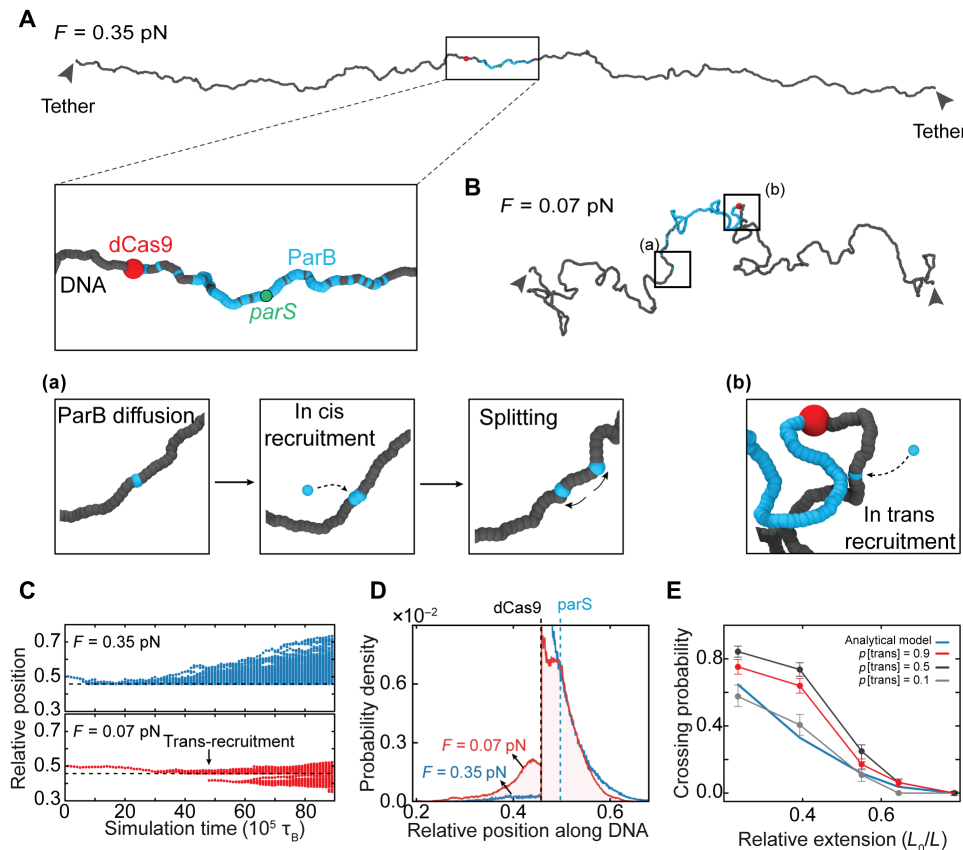 A
F = 0.35 pN
Tether
Tether
dCas9
DNA
ParB
parS
B
F = 0.07 pN
(a)
(b)
(a)
ParB diffusion
In cis
recruitment
Splitting
(b)
In trans
recruitment
C
Relative position
0.7
0.5
0.3
F = 0.35 pN
0.7
0.5
0.3
F = 0.07 pN
Trans-recruitment
0
20
40
60
80
Simulation time (10⁵ τB)
D
×10⁻²
dCas9
parS
Probability density
0.6
0.2
0.0
F = 0.07 pN
F = 0.35 pN
0.2
0.4
0.6
Relative position along DNA
E
Crossing probability
0.8
0.4
0.0
Analytical model
p[trans] = 0.9
p[trans] = 0.5
p[trans] = 0.1
0.4
0.6
Relative extension (L₀/L)